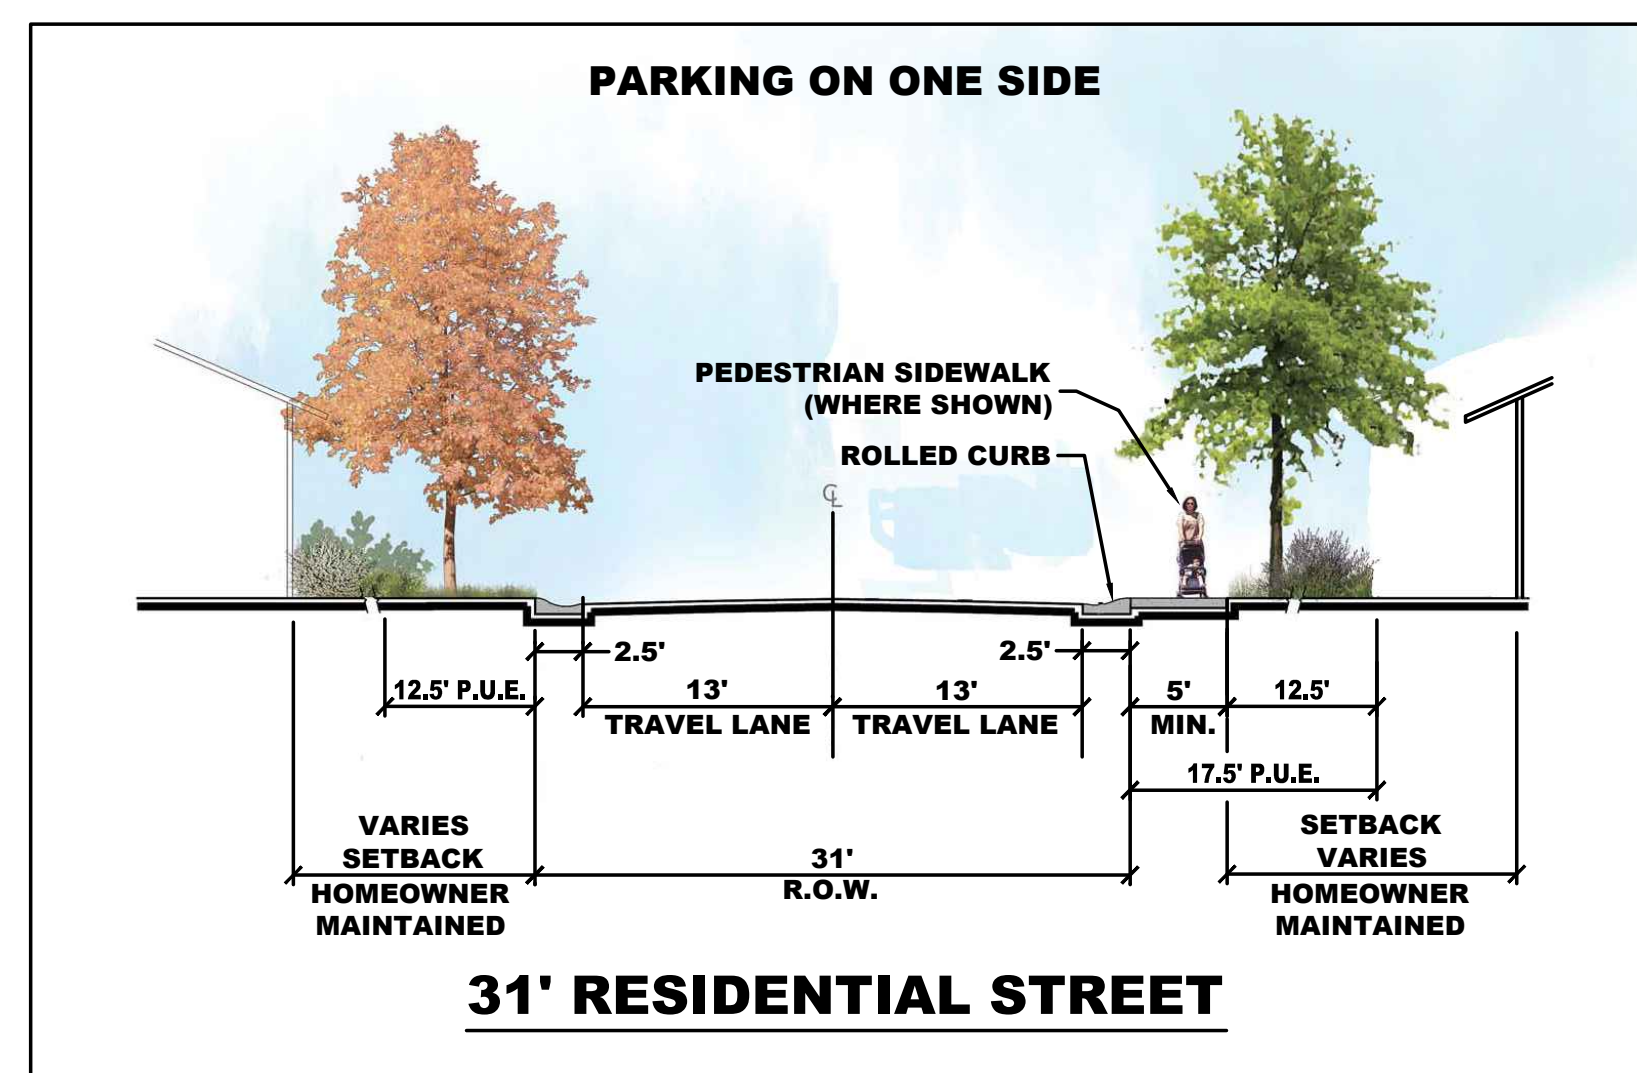 PARKING ON ONE SIDE
PEDESTRIAN SIDEWALK
(WHERE SHOWN)
ROLLED CURB
℄
2.5'
2.5'
12.5' P.U.E.
13'
13'
5'
12.5'
TRAVEL LANE
TRAVEL LANE
MIN.
17.5' P.U.E.
VARIES
SETBACK
HOMEOWNER
MAINTAINED
31'
R.O.W.
SETBACK
VARIES
HOMEOWNER
MAINTAINED
31' RESIDENTIAL STREET